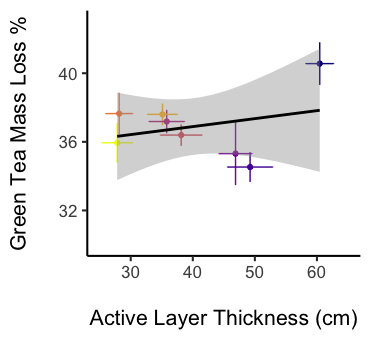 Green Tea Mass Loss %
40
36
32
30 40 50 60
Active Layer Thickness (cm)